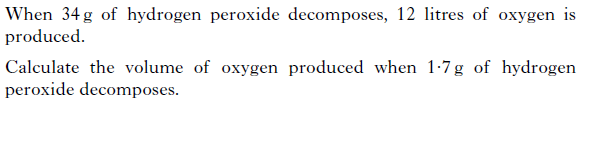 When 34 g of hydrogen peroxide decomposes, 12 litres of oxygen is
produced.
Calculate the volume of oxygen produced when 1·7 g of hydrogen
peroxide decomposes.